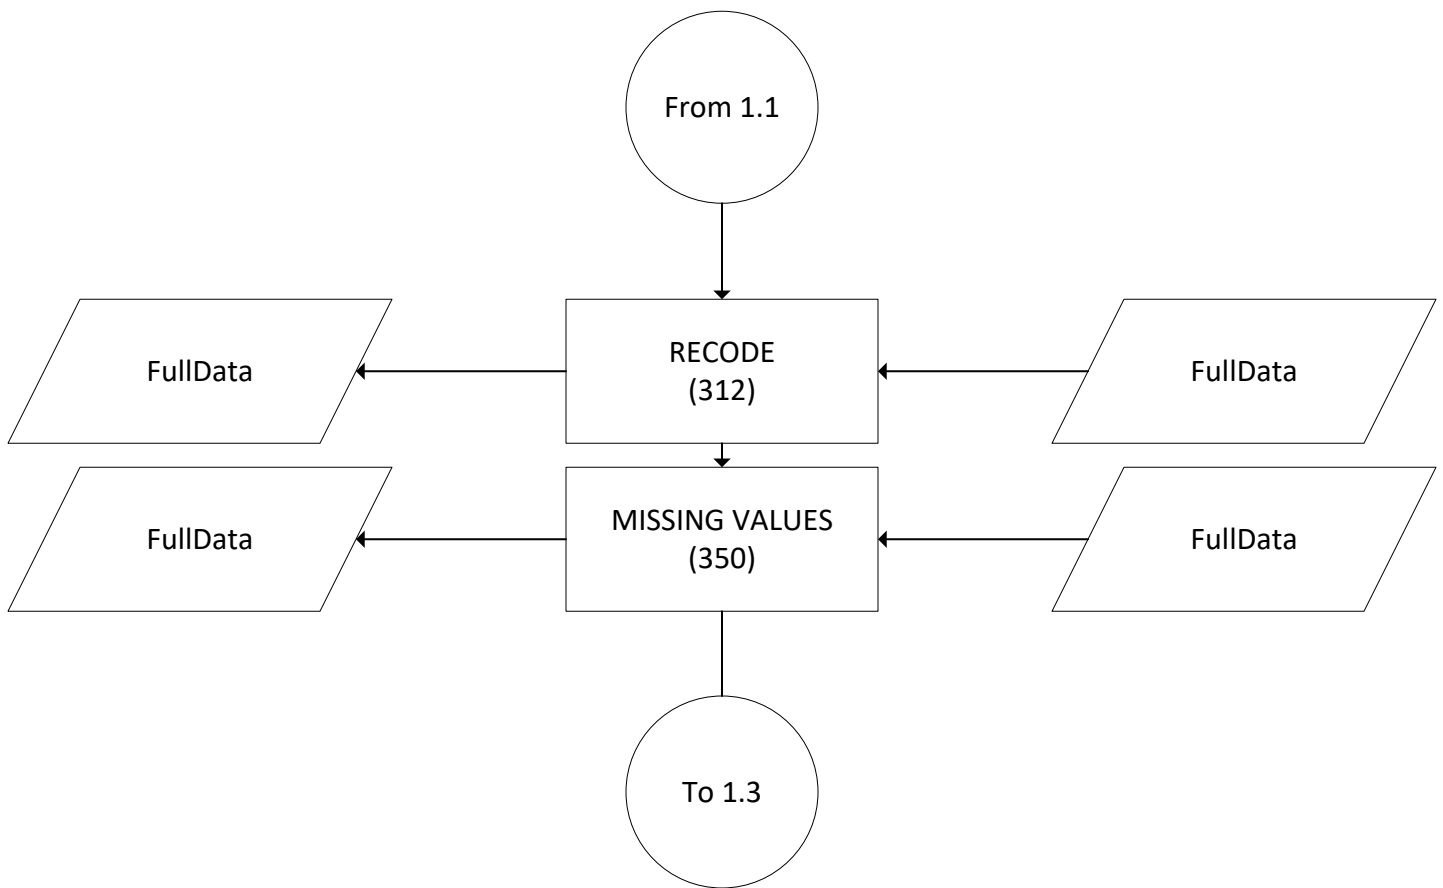 From 1.1
FullData
RECODE
(312)
FullData
FullData
MISSING VALUES
(350)
FullData
To 1.3